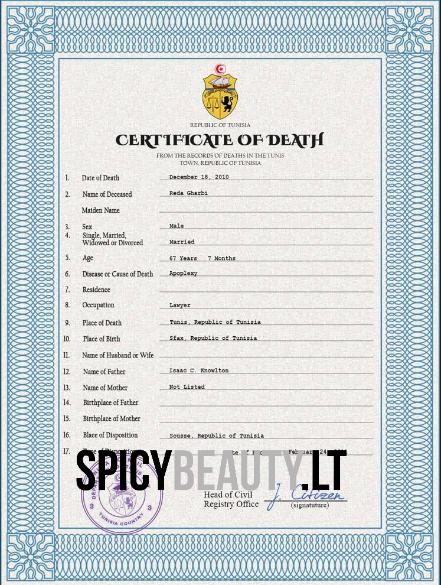 REPUBLIC OF TUNISIA
CERTIFICATE OF DEATH
FROM THE RECORDS OF DEATHS IN THE TUNIS
TOWN, REPUBLIC OF TUNISIA
1. Date of Death December 18, 2010
2. Name of Deceased Reda Gharbi
Maiden Name
3. Sex Male
4. Single, Married,
Widowed or Divorced Married
5. Age 67 Years 7 Months
6. Disease or Cause of Death Apoplexy
7. Residence
8. Occupation Lawyer
9. Place of Death Tunis, Republic of Tunisia
10. Place of Birth Sfax, Republic of Tunisia
11. Name of Husband or Wife
12. Name of Father Isaac C. Knowlton
13. Name of Mother Not Listed
14. Birthplace of Father
15. Birthplace of Mother
16. Place of Disposition Sousse, Republic of Tunisia
17.
SPICYBEAUTY.LT
TUNISIA COUNTRY
Head of Civil
Registry Office J. Citizen
(signatuture)